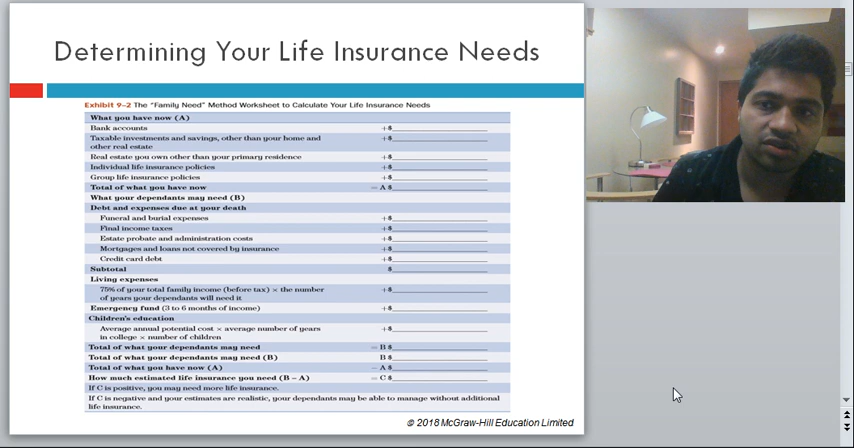 Determining Your Life Insurance Needs
Exhibit 9–2 The "Family Need" Method Worksheet to Calculate Your Life Insurance Needs
What you have now (A)
Bank accounts +$
Taxable investments and savings, other than your home and
other real estate +$
Real estate you own other than your primary residence +$
Individual life insurance policies +$
Group life insurance policies +$
Total of what you have now = A $
What your dependants may need (B)
Debt and expenses due at your death
Funeral and burial expenses +$
Final income taxes +$
Estate probate and administration costs +$
Mortgages and loans not covered by insurance +$
Credit card debt +$
Subtotal $
Living expenses
75% of your total family income (before tax) × the number
of years your dependants will need it +$
Emergency fund (3 to 6 months of income) +$
Children's education
Average annual potential cost × average number of years
in college × number of children +$
Total of what your dependants may need = B $
Total of what your dependants may need (B) B $
Total of what you have now (A) − A $
How much estimated life insurance you need (B – A) = C $
If C is positive, you may need more life insurance.
If C is negative and your estimates are realistic, your dependants may be able to manage without additional
life insurance.
© 2018 McGraw-Hill Education Limited